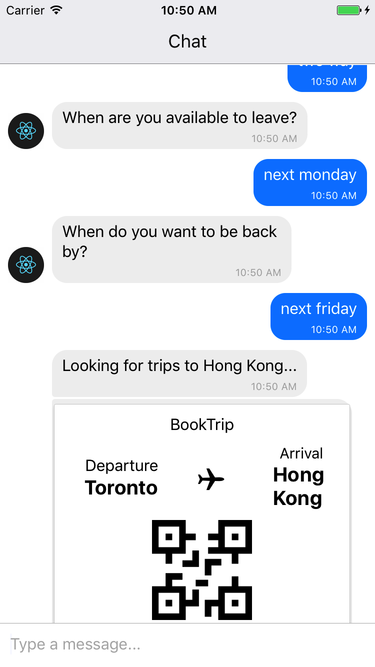 Carrier 10:50 AM
Chat
10:50 AM
When are you available to leave?
10:50 AM
next monday
10:50 AM
When do you want to be back
by?
10:50 AM
next friday
10:50 AM
Looking for trips to Hong Kong...
10:50 AM
BookTrip
Departure
Toronto
Arrival
Hong
Kong
Type a message...